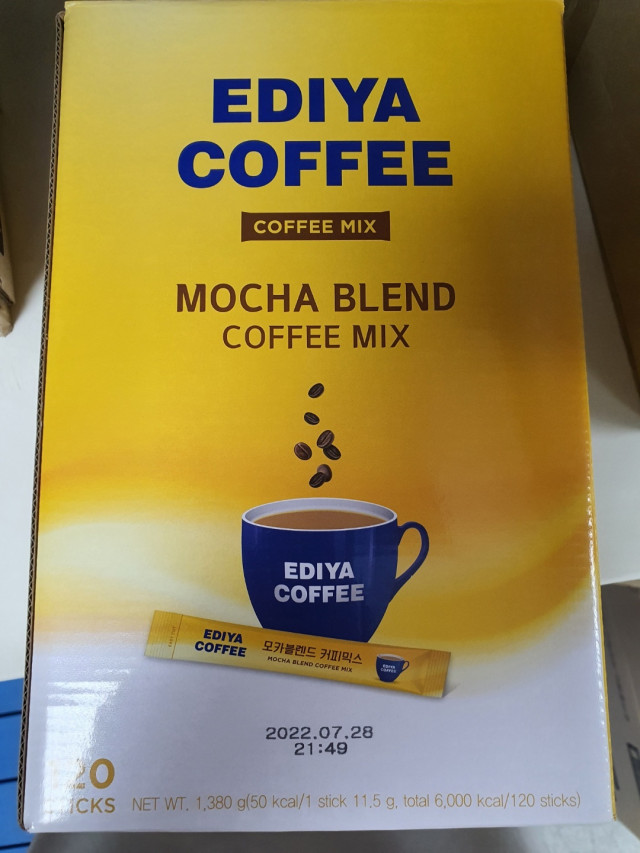 EDIYA
COFFEE
COFFEE MIX
MOCHA BLEND
COFFEE MIX
EDIYA
COFFEE
EDIYA
COFFEE
모카블렌드 커피믹스
MOCHA BLEND COFFEE MIX
EDIYA
COFFEE
2022.07.28
21:49
NET WT. 1,380 g(50 kcal/1 stick 11.5 g, total 6,000 kcal/120 sticks)